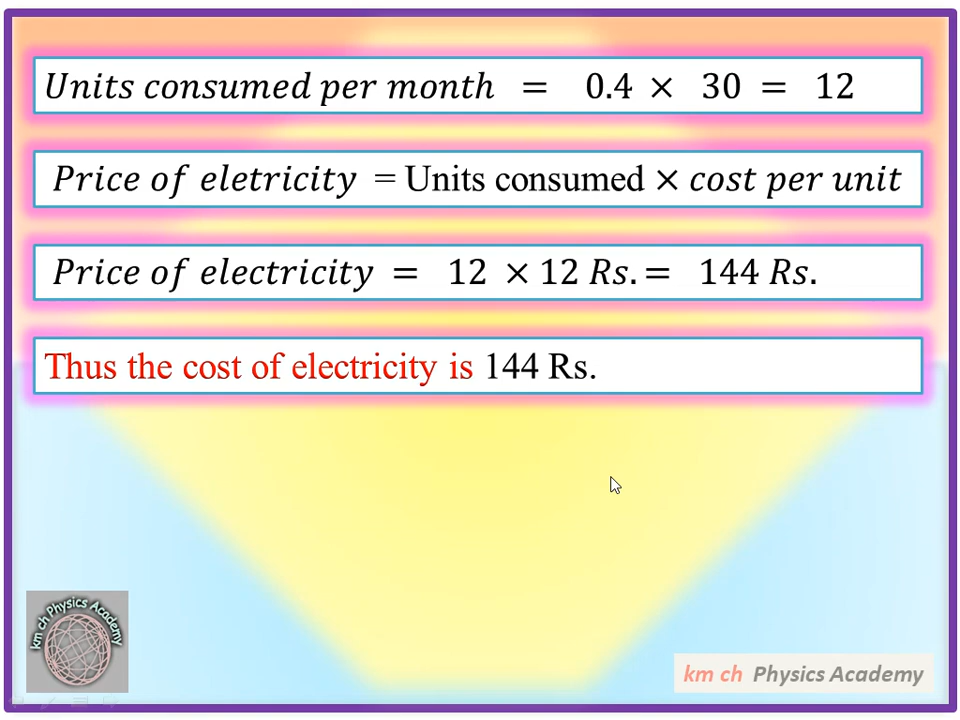 Units consumed per month = 0.4 × 30 = 12
Price of eletricity = Units consumed × cost per unit
Price of electricity = 12 × 12 Rs. = 144 Rs.
Thus the cost of electricity is 144 Rs.
km ch Physics Academy
km ch Physics Academy